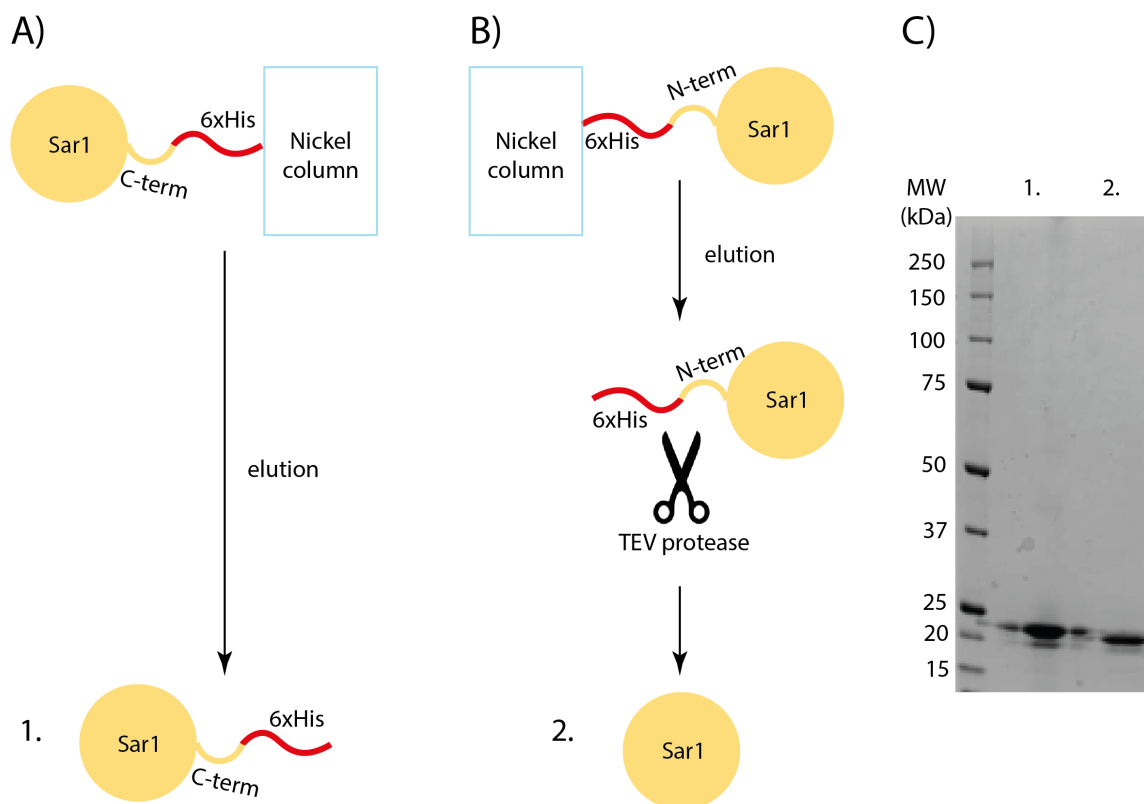 A)
Sar1
C-term
6xHis
Nickel
column
elution
1.
Sar1
C-term
6xHis
B)
Nickel
column
6xHis
N-term
Sar1
elution
6xHis
N-term
Sar1
TEV protease
2.
Sar1
C)
MW
(kDa)
1.
2.
250
150
100
75
50
37
25
20
15